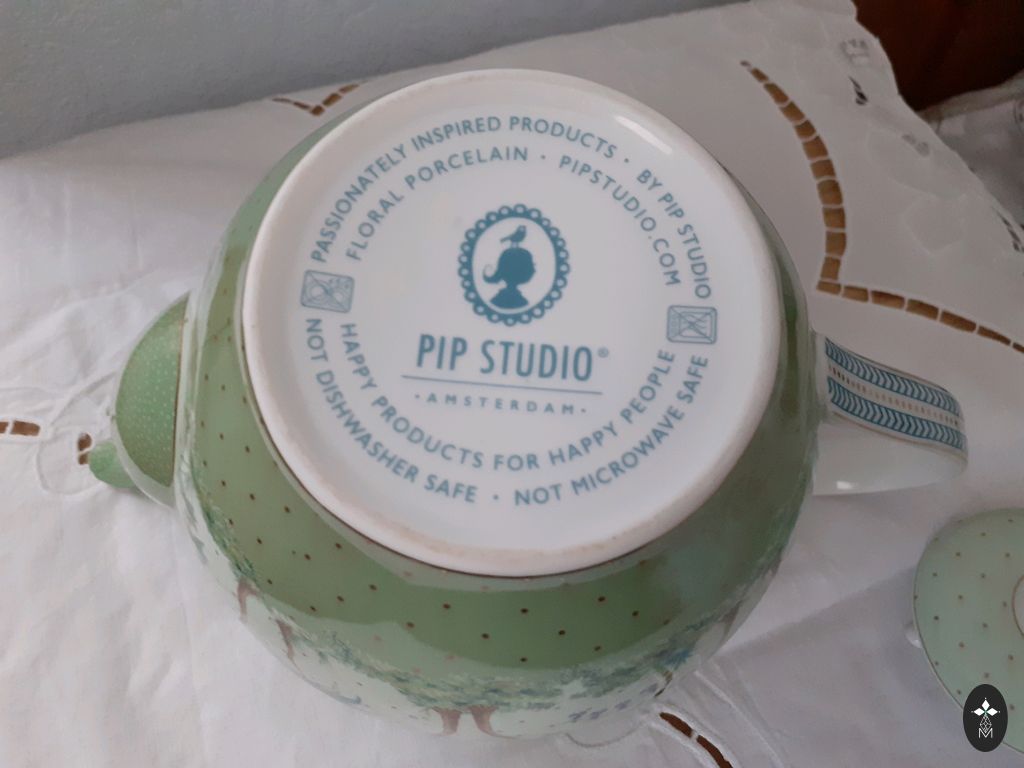 PASSIONATELY INSPIRED PRODUCTS · BY PIP STUDIO
FLORAL PORCELAIN · PIPSTUDIO.COM
PIP STUDIO®
· AMSTERDAM ·
HAPPY PRODUCTS FOR HAPPY PEOPLE
NOT DISHWASHER SAFE · NOT MICROWAVE SAFE
M